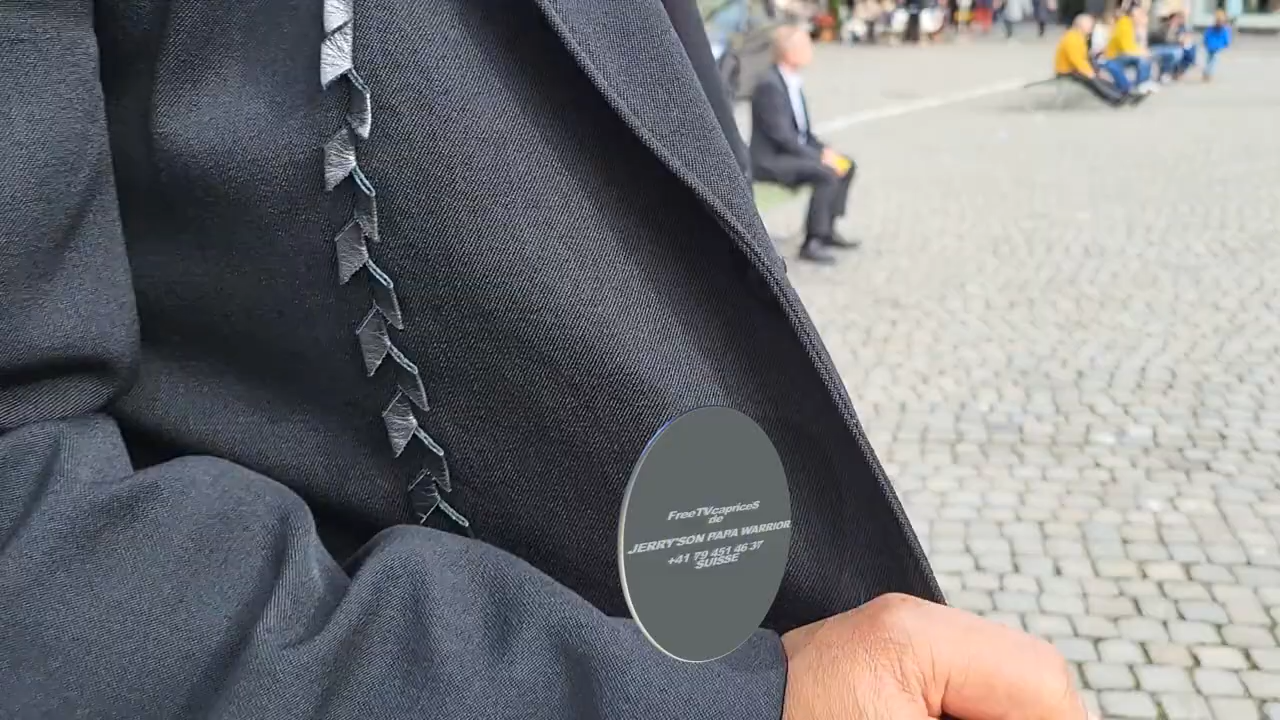 FreeTVcapriceS
de
JERRY'SON PAPA WARRIOR
+41 79 451 46 37
SUISSE